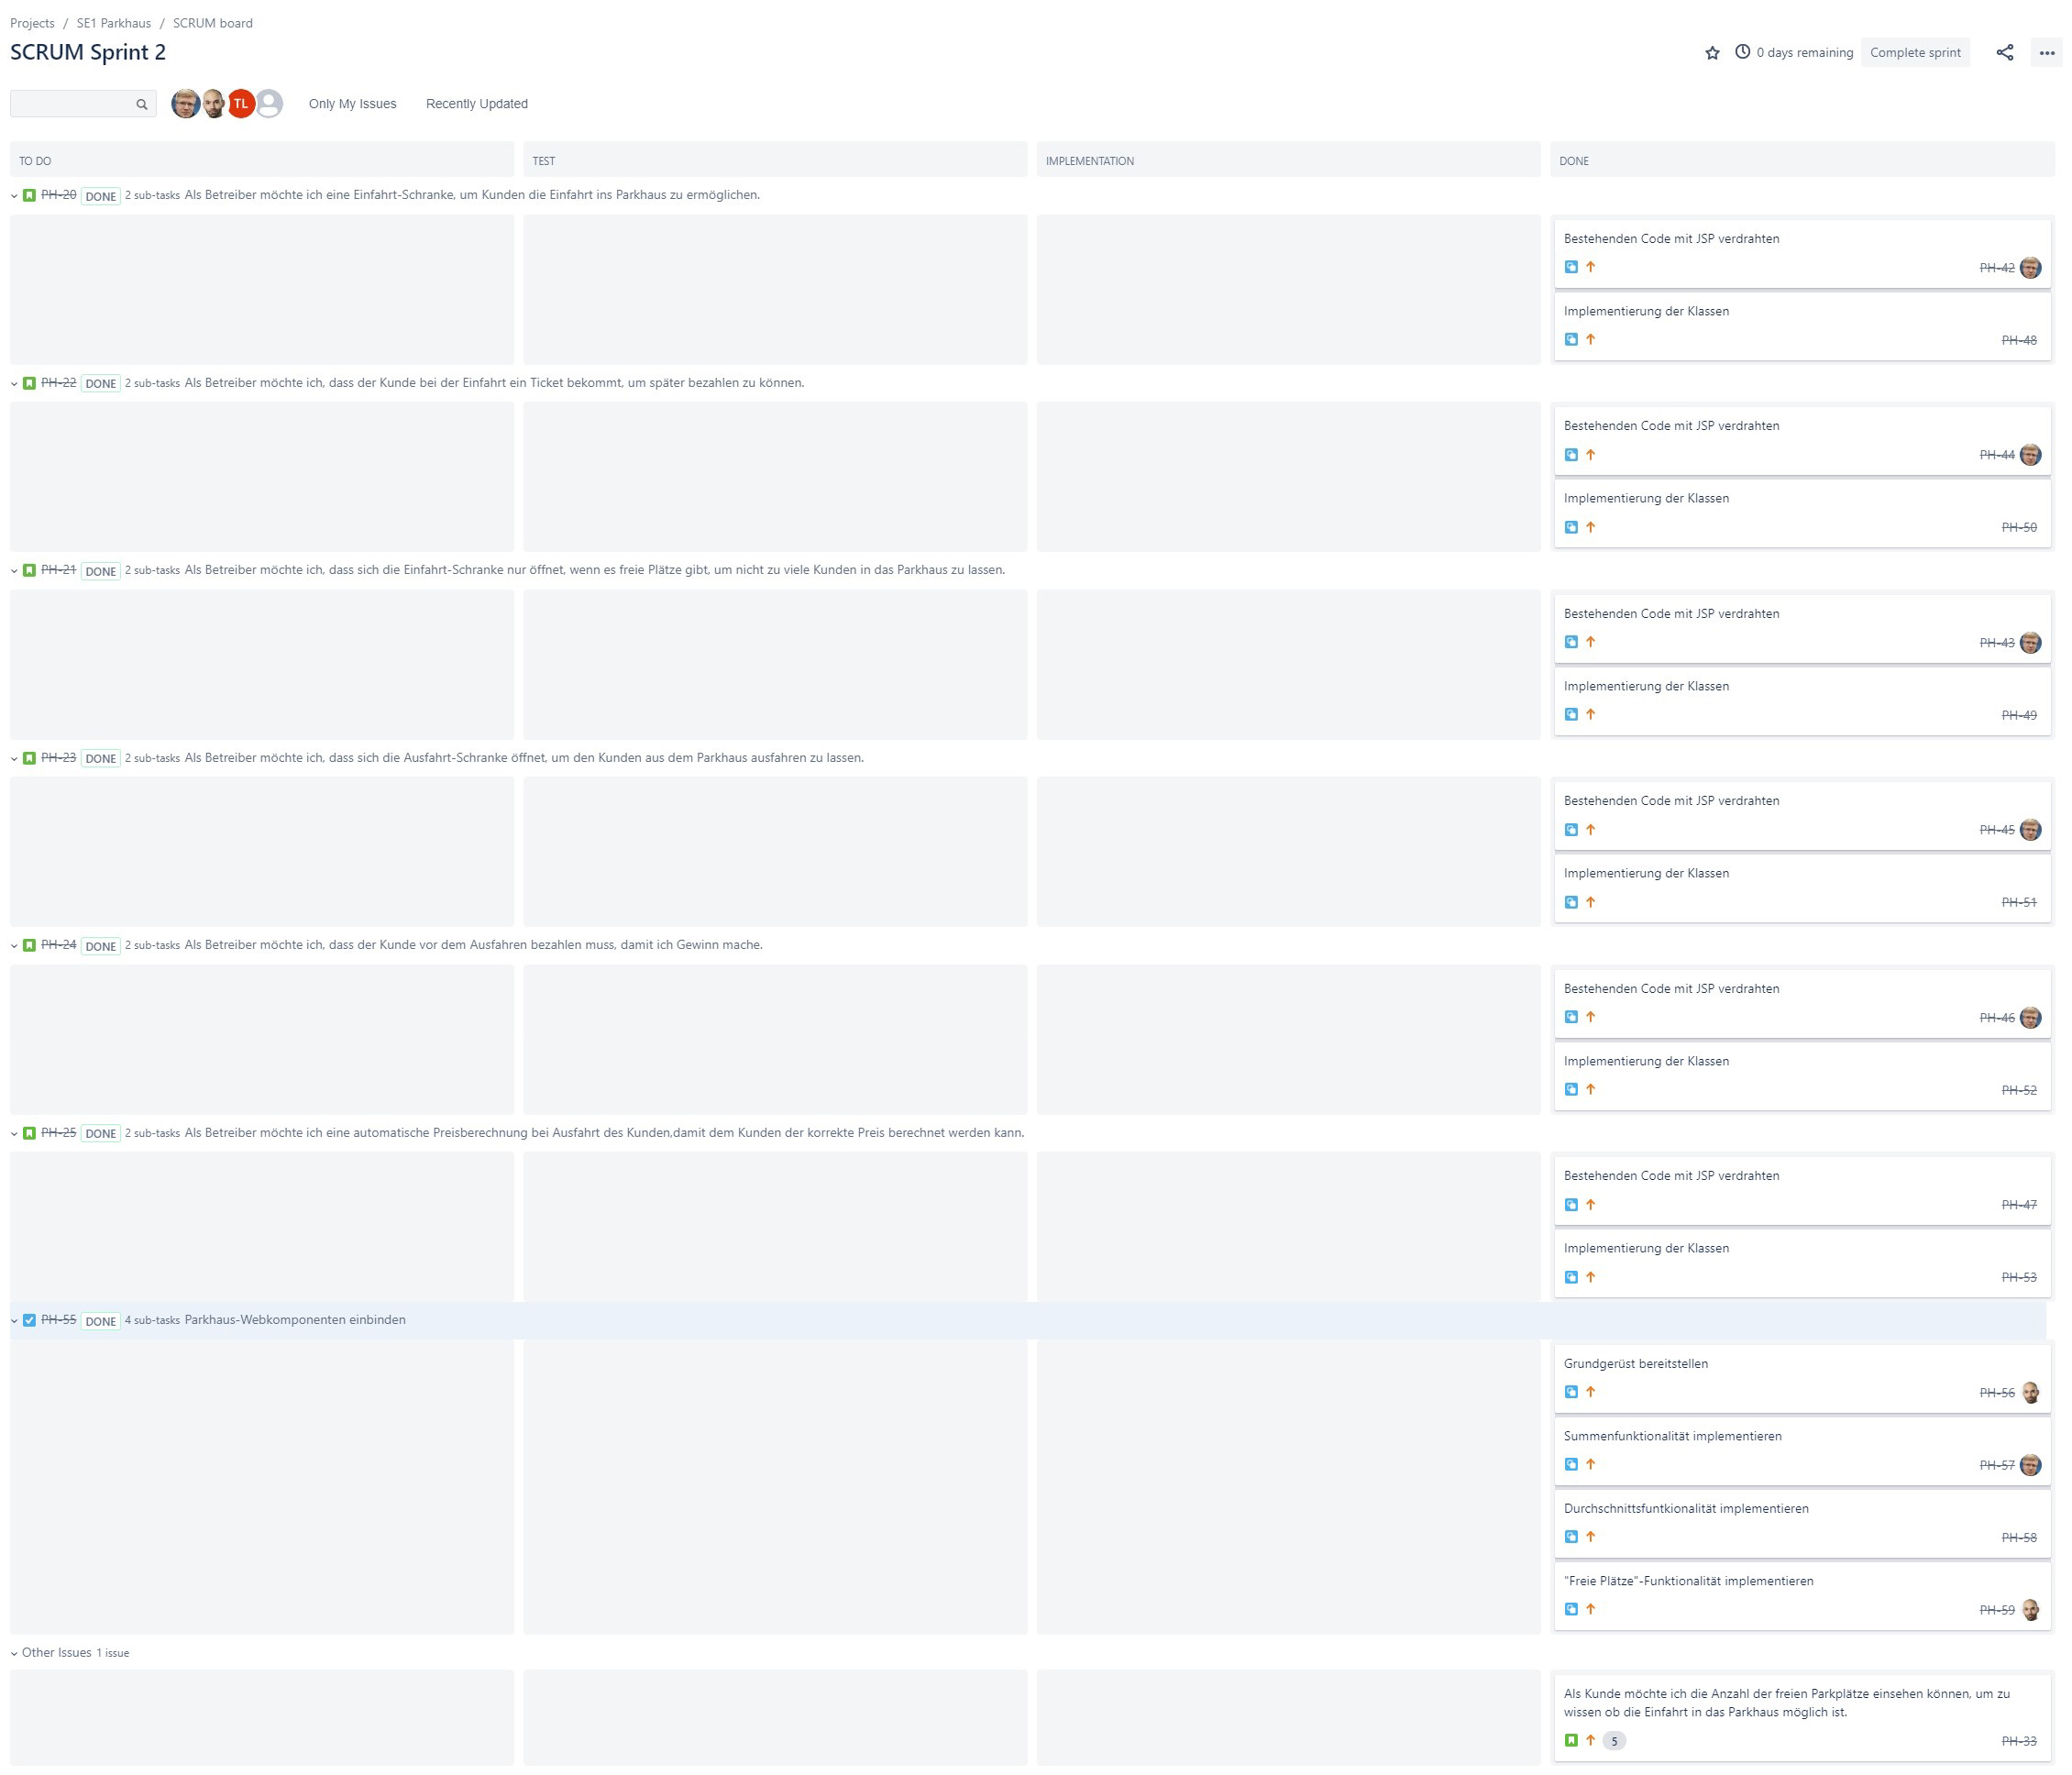 Projects / SE1 Parkhaus / SCRUM board
SCRUM Sprint 2
0 days remaining Complete sprint
TL Only My Issues Recently Updated
TO DO TEST IMPLEMENTATION DONE
PH-20 DONE 2 sub-tasks Als Betreiber möchte ich eine Einfahrt-Schranke, um Kunden die Einfahrt ins Parkhaus zu ermöglichen.
Bestehenden Code mit JSP verdrahten
PH-42
Implementierung der Klassen
PH-48
PH-22 DONE 2 sub-tasks Als Betreiber möchte ich, dass der Kunde bei der Einfahrt ein Ticket bekommt, um später bezahlen zu können.
Bestehenden Code mit JSP verdrahten
PH-44
Implementierung der Klassen
PH-50
PH-21 DONE 2 sub-tasks Als Betreiber möchte ich, dass sich die Einfahrt-Schranke nur öffnet, wenn es freie Plätze gibt, um nicht zu viele Kunden in das Parkhaus zu lassen.
Bestehenden Code mit JSP verdrahten
PH-43
Implementierung der Klassen
PH-49
PH-23 DONE 2 sub-tasks Als Betreiber möchte ich, dass sich die Ausfahrt-Schranke öffnet, um den Kunden aus dem Parkhaus ausfahren zu lassen.
Bestehenden Code mit JSP verdrahten
PH-45
Implementierung der Klassen
PH-51
PH-24 DONE 2 sub-tasks Als Betreiber möchte ich, dass der Kunde vor dem Ausfahren bezahlen muss, damit ich Gewinn mache.
Bestehenden Code mit JSP verdrahten
PH-46
Implementierung der Klassen
PH-52
PH-25 DONE 2 sub-tasks Als Betreiber möchte ich eine automatische Preisberechnung bei Ausfahrt des Kunden,damit dem Kunden der korrekte Preis berechnet werden kann.
Bestehenden Code mit JSP verdrahten
PH-47
Implementierung der Klassen
PH-53
PH-55 DONE 4 sub-tasks Parkhaus-Webkomponenten einbinden
Grundgerüst bereitstellen
PH-56
Summenfunktionalität implementieren
PH-57
Durchschnittsfuntkionalität implementieren
PH-58
"Freie Plätze"-Funktionalität implementieren
PH-59
Other Issues 1 issue
Als Kunde möchte ich die Anzahl der freien Parkplätze einsehen können, um zu
wissen ob die Einfahrt in das Parkhaus möglich ist.
5 PH-33